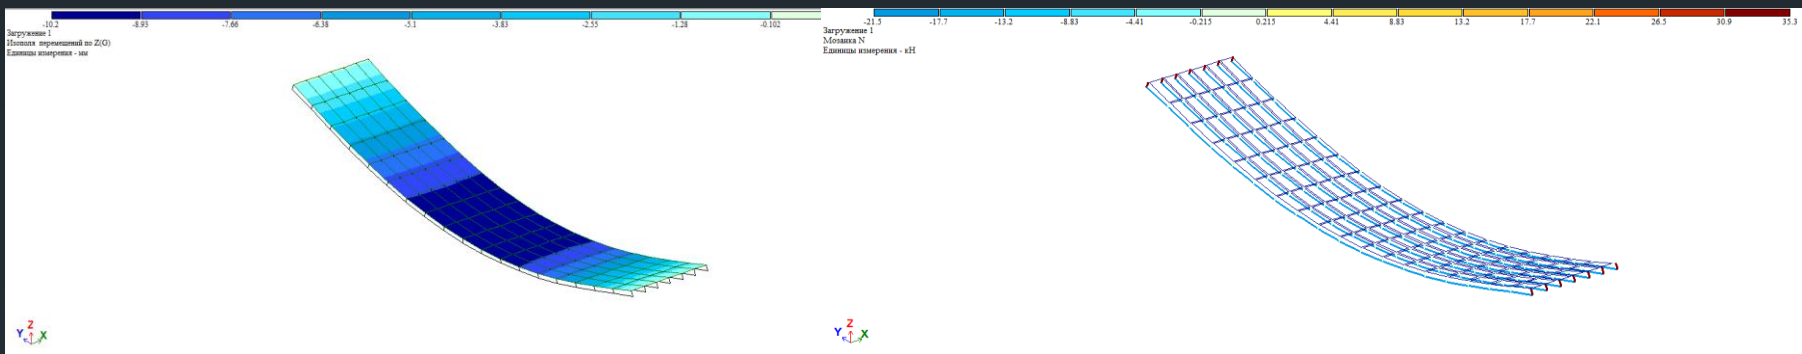 -10.2 -8.93 -7.66 -6.38 -5.1 -3.83 -2.55 -1.28 -0.102
Загружение 1
Изополя перемещений по Z(G)
Единицы измерения - мм
-21.5 -17.7 -13.2 -8.83 -4.41 -0.215 0.215 4.41 8.83 13.2 17.7 22.1 26.5 30.9 35.3
Загружение 1
Мозаика N
Единицы измерения - кН
Z
Y X
Z
Y X